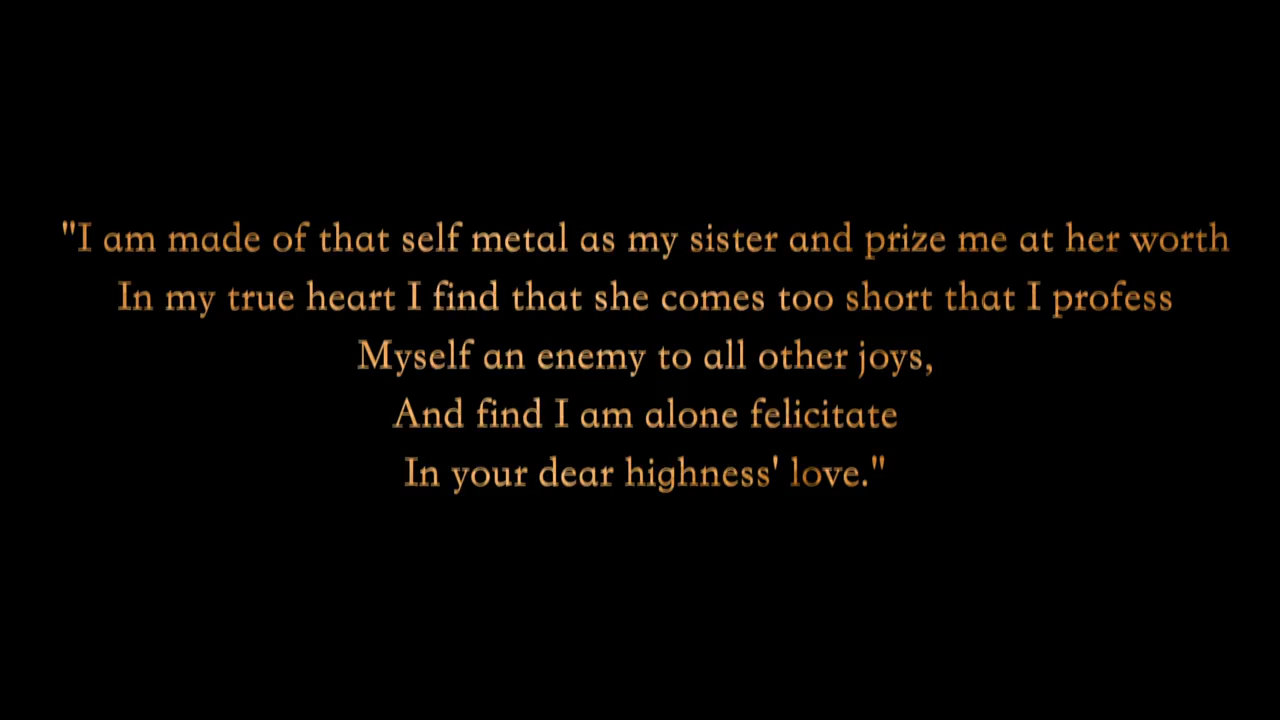 "I am made of that self metal as my sister and prize me at her worth
In my true heart I find that she comes too short that I profess
Myself an enemy to all other joys,
And find I am alone felicitate
In your dear highness' love."